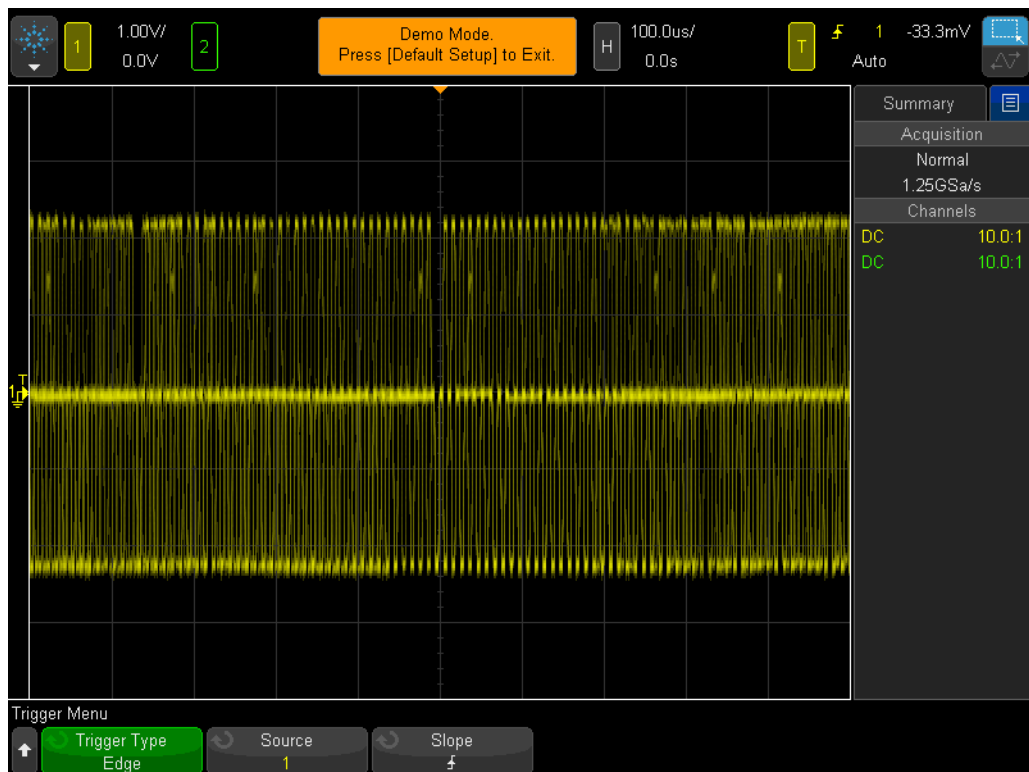 1
1.00V/
0.0V
2
Demo Mode.
Press [Default Setup] to Exit.
H
100.0us/
0.0s
T
1
-33.3mV
Auto
Summary
Acquisition
Normal
1.25GSa/s
Channels
DC 10.0:1
DC 10.0:1
T
1
Trigger Menu
Trigger Type
Edge
Source
1
Slope